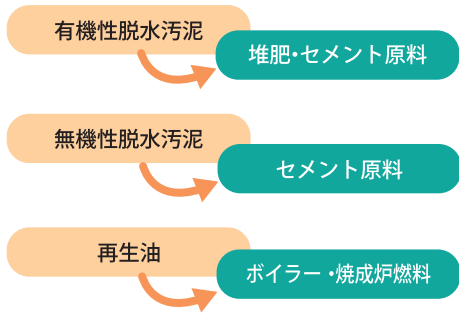 有機性脱水汚泥
堆肥・セメント原料
無機性脱水汚泥
セメント原料
再生油
ボイラー・焼成炉燃料